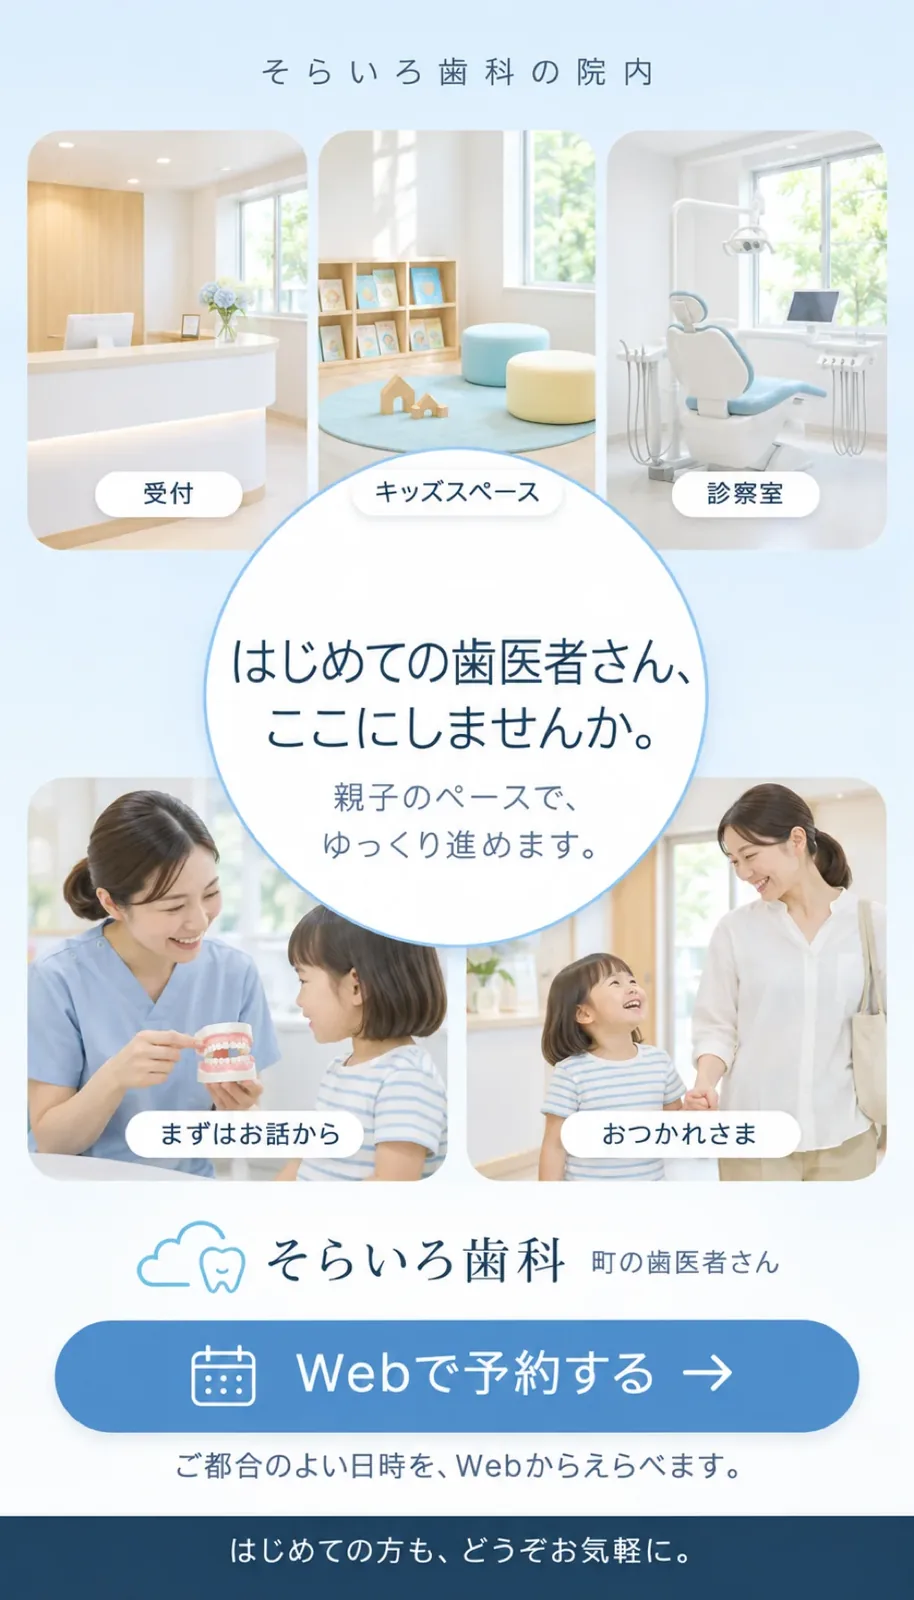 そらいろ歯科の院内
受付
キッズスペース
診察室
はじめての歯医者さん、
ここにしませんか。
親子のペースで、
ゆっくり進めます。
まずはお話から
おつかれさま
そらいろ歯科 町の歯医者さん
Webで予約する →
ご都合のよい日時を、Webからえらべます。
はじめての方も、どうぞお気軽に。